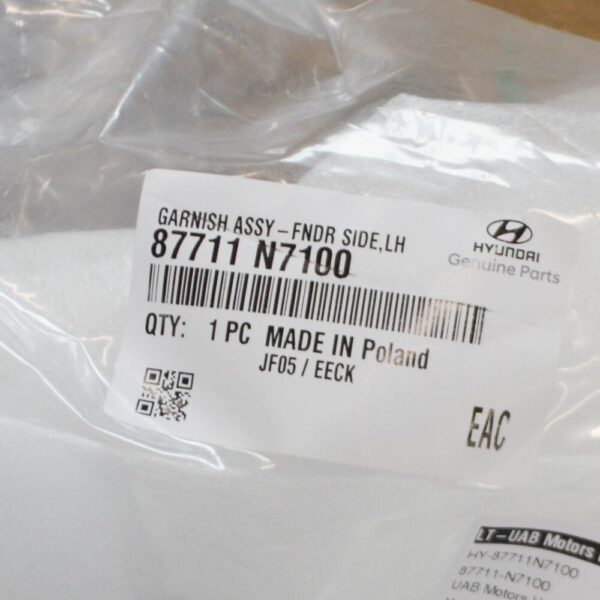 GARNISH ASSY-FNDR SIDE,LH
87711 N7100
HYUNDAI
Genuine Parts
QTY: 1 PC MADE IN Poland
JF05 / EECK
EAC
LT-UAB Motors
HY-87711N7100
87711-N7100
UAB Motors